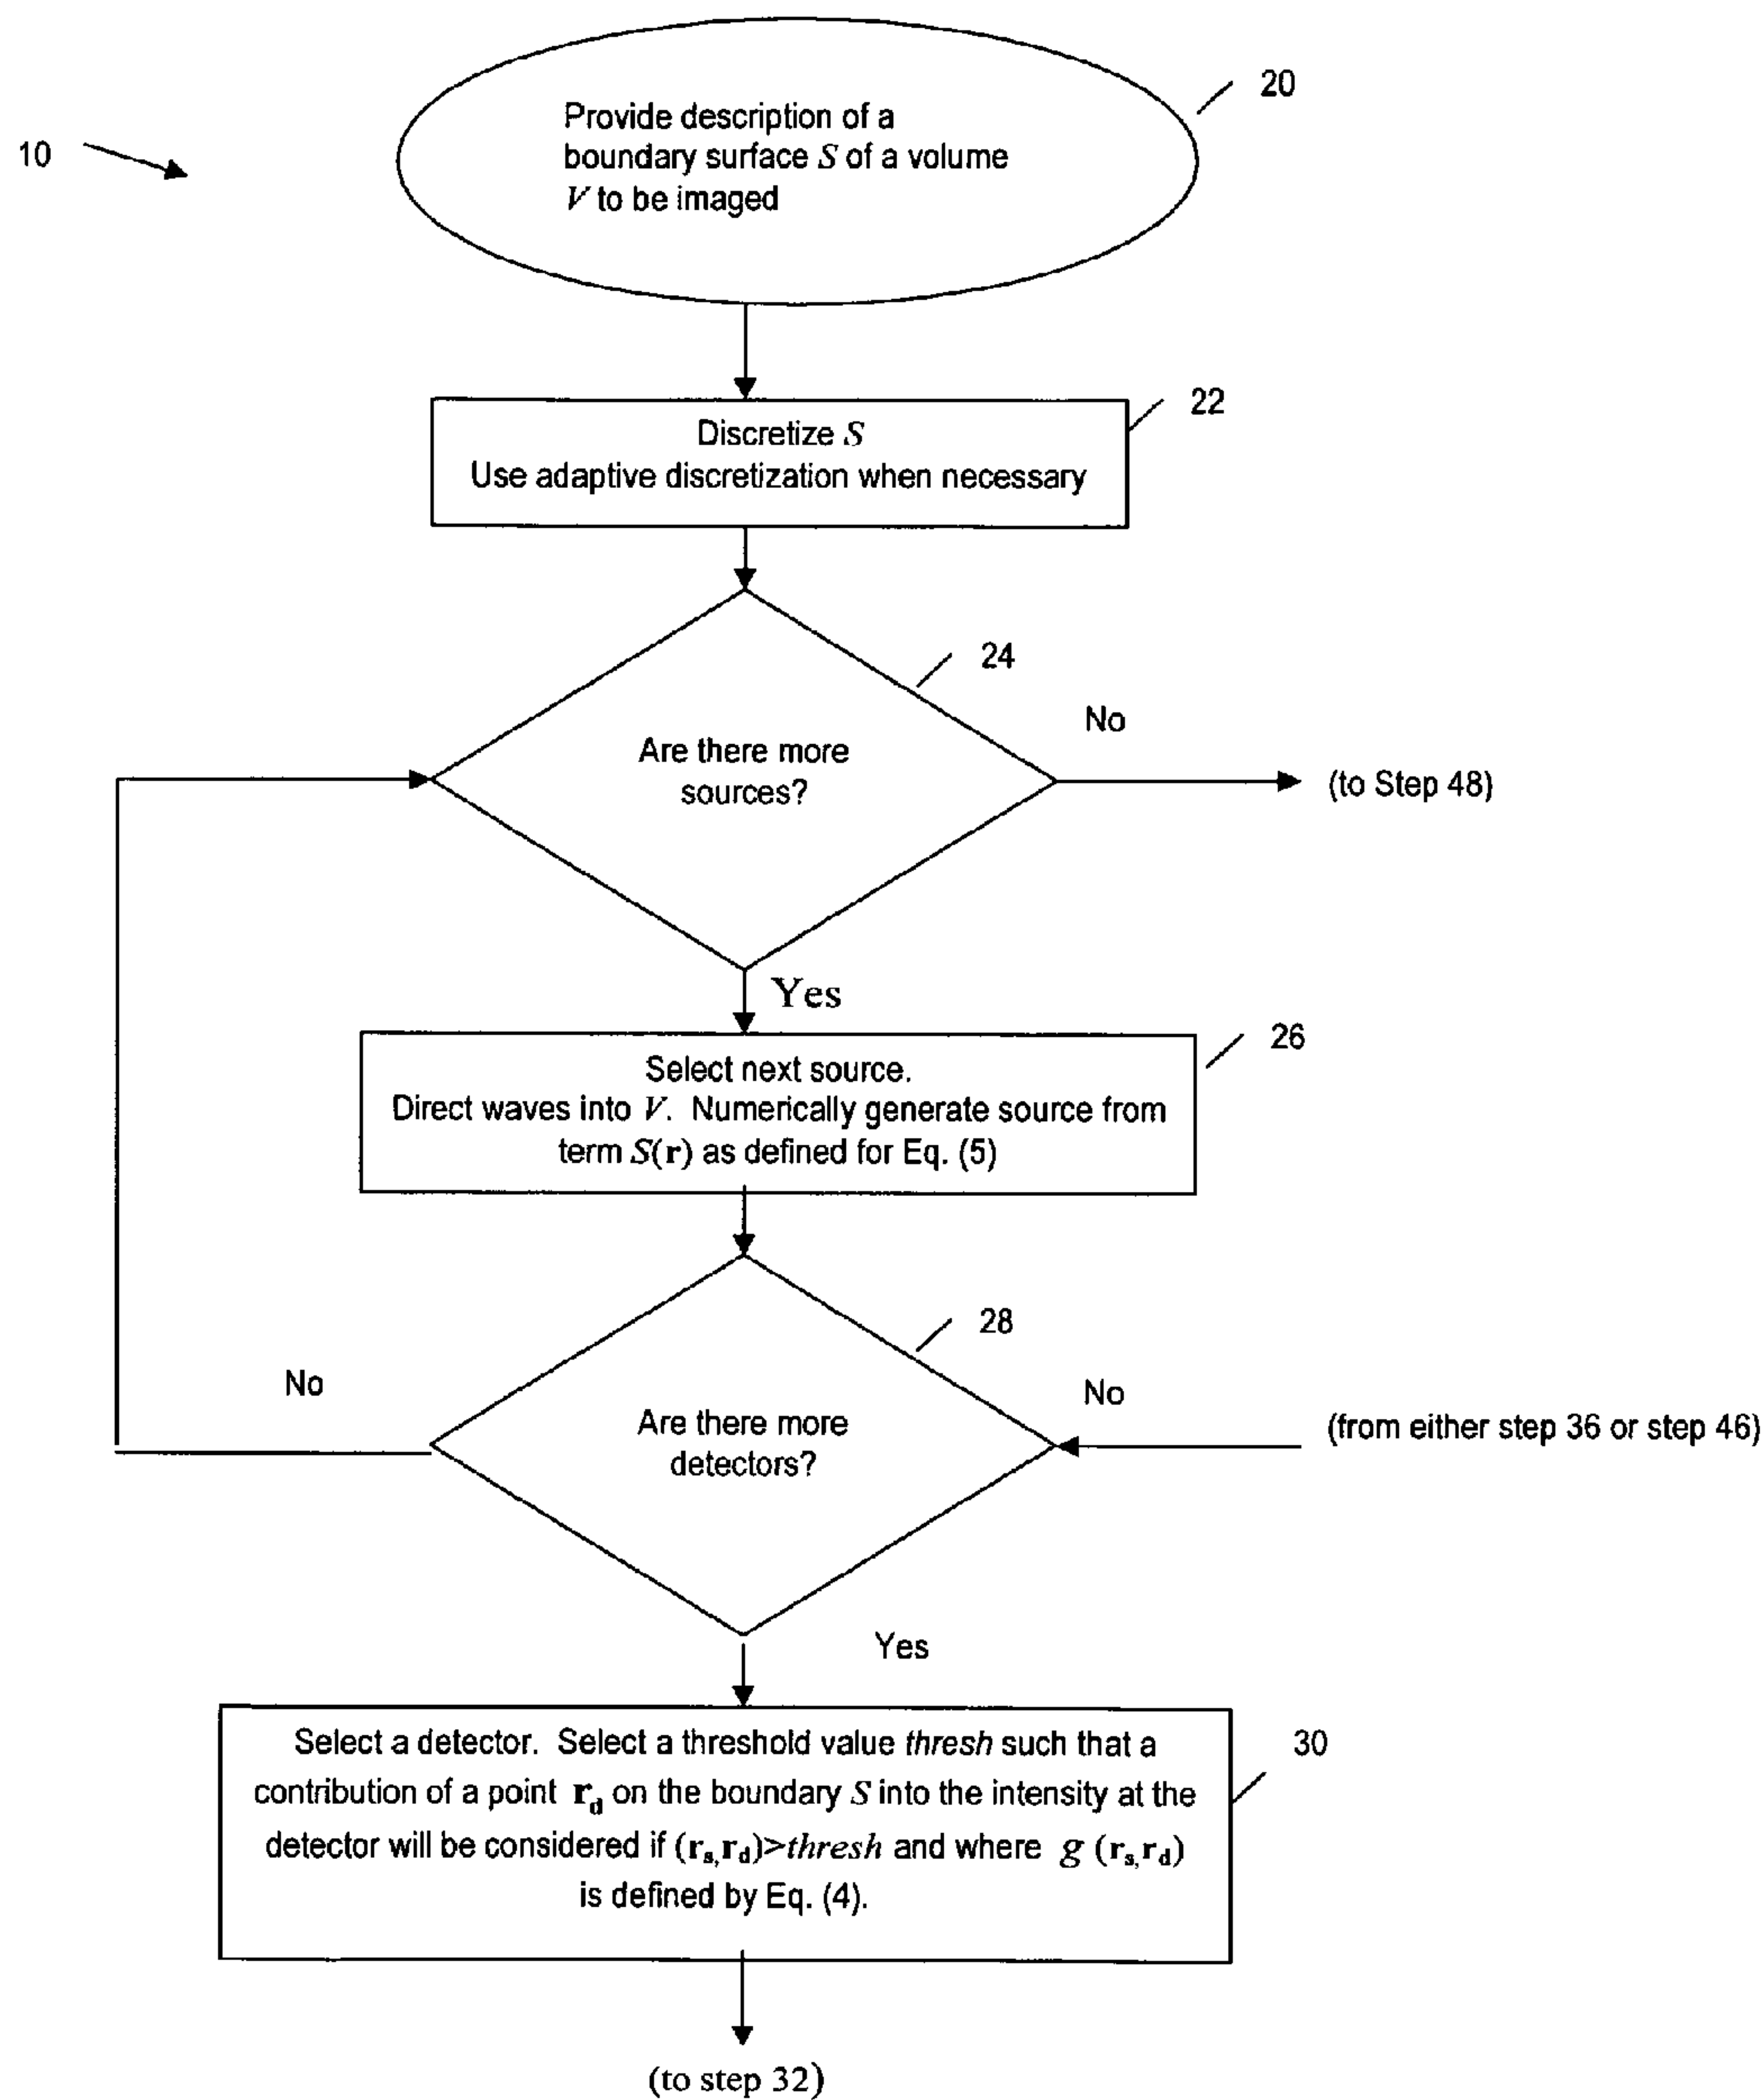 10
20
Provide description of a
boundary surface S of a volume
V to be imaged
22
Discretize S
Use adaptive discretization when necessary
24
No
Are there more
sources?
(to Step 48)
Yes
26
Select next source.
Direct waves into V. Numerically generate source from
term S(r) as defined for Eq. (5)
28
No
No
Are there more
detectors?
(from either step 36 or step 46)
Yes
30
Select a detector. Select a threshold value thresh such that a
contribution of a point r_d on the boundary S into the intensity at the
detector will be considered if (r_s,r_d)>thresh and where g (r_s,r_d)
is defined by Eq. (4).
(to step 32)